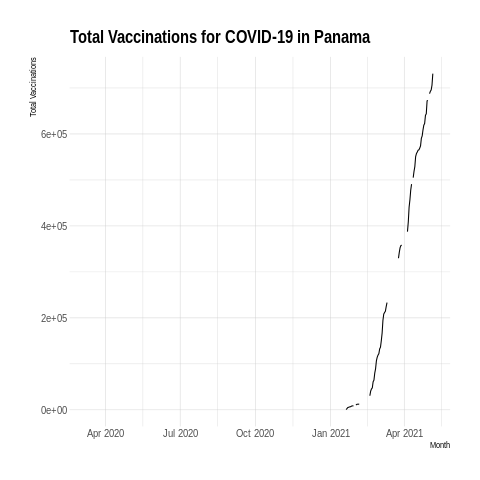 Total Vaccinations for COVID-19 in Panama
Total Vaccinations
6e+05
4e+05
2e+05
0e+00
Apr 2020 Jul 2020 Oct 2020 Jan 2021 Apr 2021
Month